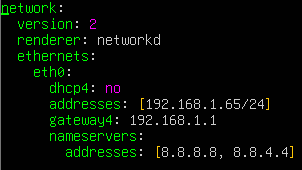 network:
  version: 2
  renderer: networkd
  ethernets:
    eth0:
      dhcp4: no
      addresses: [192.168.1.65/24]
      gateway4: 192.168.1.1
      nameservers:
        addresses: [8.8.8.8, 8.8.4.4]